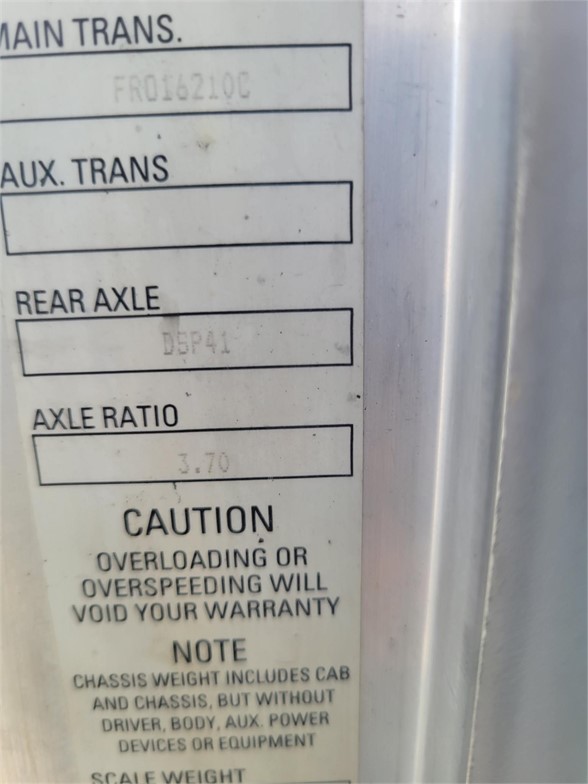 MAIN TRANS.
FRO16210C
AUX. TRANS
REAR AXLE
DSP41
AXLE RATIO
3.70
CAUTION
OVERLOADING OR
OVERSPEEDING WILL
VOID YOUR WARRANTY
NOTE
CHASSIS WEIGHT INCLUDES CAB
AND CHASSIS, BUT WITHOUT
DRIVER, BODY, AUX. POWER
DEVICES OR EQUIPMENT
SCALE WEIGHT